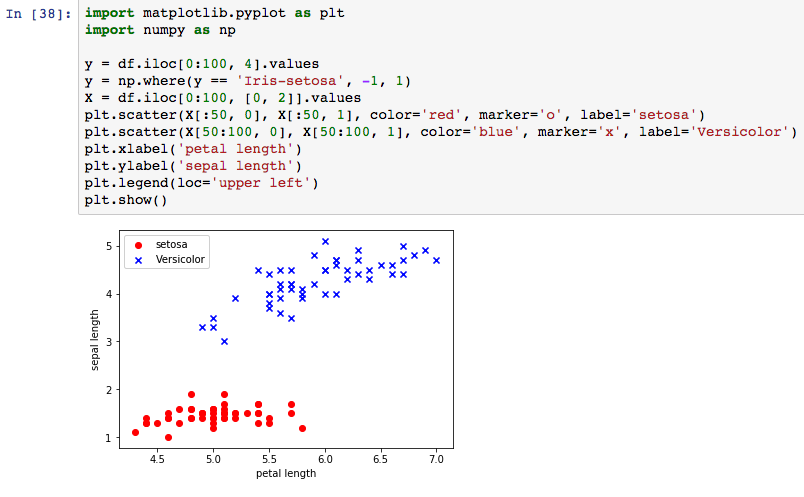 In [38]:
import matplotlib.pyplot as plt
import numpy as np
y = df.iloc[0:100, 4].values
y = np.where(y == 'Iris-setosa', -1, 1)
X = df.iloc[0:100, [0, 2]].values
plt.scatter(X[:50, 0], X[:50, 1], color='red', marker='o', label='setosa')
plt.scatter(X[50:100, 0], X[50:100, 1], color='blue', marker='x', label='Versicolor')
plt.xlabel('petal length')
plt.ylabel('sepal length')
plt.legend(loc='upper left')
plt.show()
setosa
Versicolor
5
4
3
2
1
sepal length
4.5 5.0 5.5 6.0 6.5 7.0
petal length